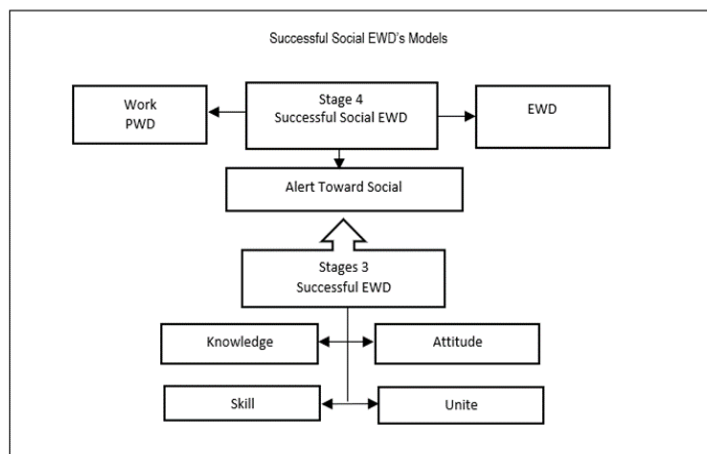 Successful Social EWD's Models
Work
PWD
Stage 4
Successful Social EWD
EWD
Alert Toward Social
Stages 3
Successful EWD
Knowledge
Attitude
Skill
Unite